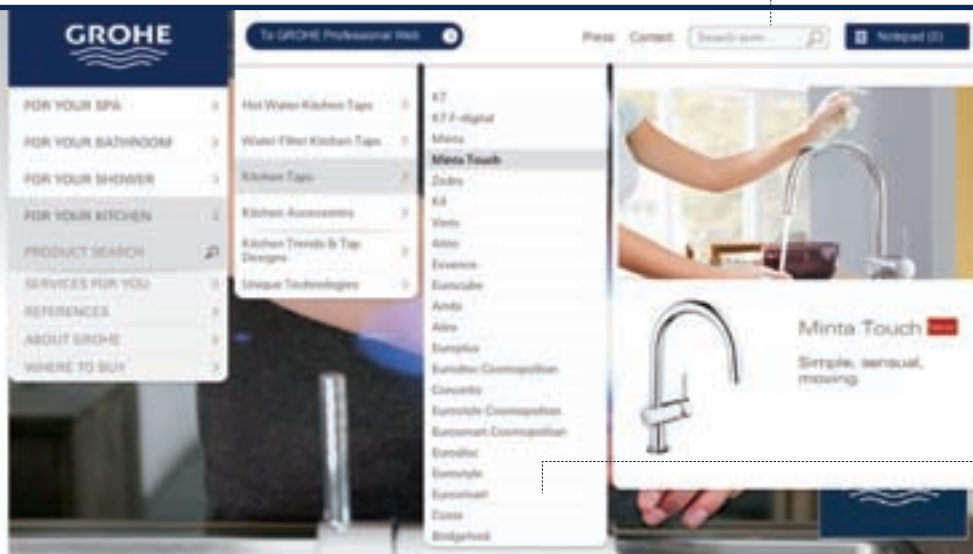 GROHE
To GROHE Professional Web
Press
Contact
Search term ...
Notepad (0)
FOR YOUR SPA
FOR YOUR BATHROOM
FOR YOUR SHOWER
FOR YOUR KITCHEN
PRODUCT SEARCH
SERVICES FOR YOU
REFERENCES
ABOUT GROHE
WHERE TO BUY
Hot Water Kitchen Taps
Water Filter Kitchen Taps
Kitchen Taps
Kitchen Accessories
Kitchen Trends & Tap
Designs
Unique Technologies
K7
K7 F-digital
Minta
Minta Touch
Zedra
K4
Veris
Essence
Eurocube
Ambi
Europlus
Eurodisc Cosmopolitan
Concetto
Eurostyle Cosmopolitan
Eurosmart Cosmopolitan
Eurodisc
Eurostyle
Eurosmart
Costa
Bridgeford
Minta Touch
Simple, sensual,
moving.